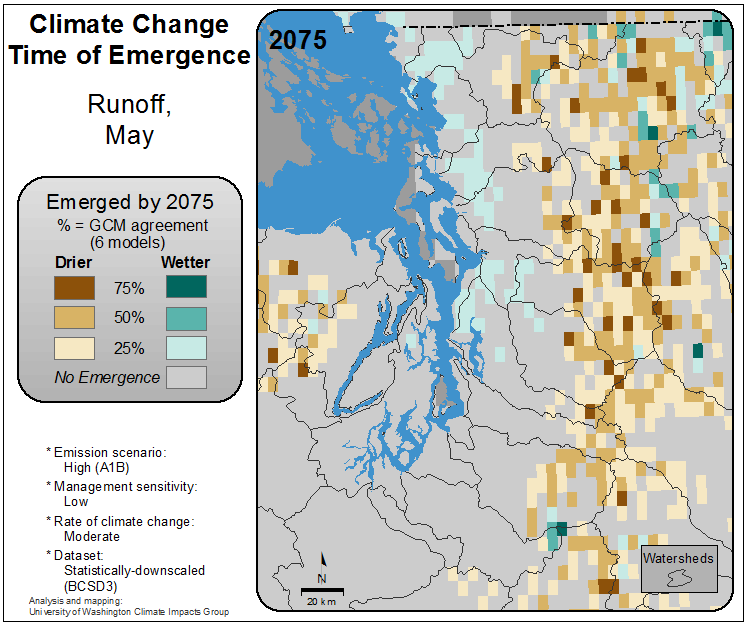 Climate Change
Time of Emergence
Runoff,
May
Emerged by 2075
% = GCM agreement
(6 models)
Drier Wetter
75%
50%
25%
No Emergence
* Emission scenario:
High (A1B)
* Management sensitivity:
Low
* Rate of climate change:
Moderate
* Dataset:
Statistically-downscaled
(BCSD3)
Analysis and mapping:
University of Washington Climate Impacts Group
2075
N
20 km
Watersheds